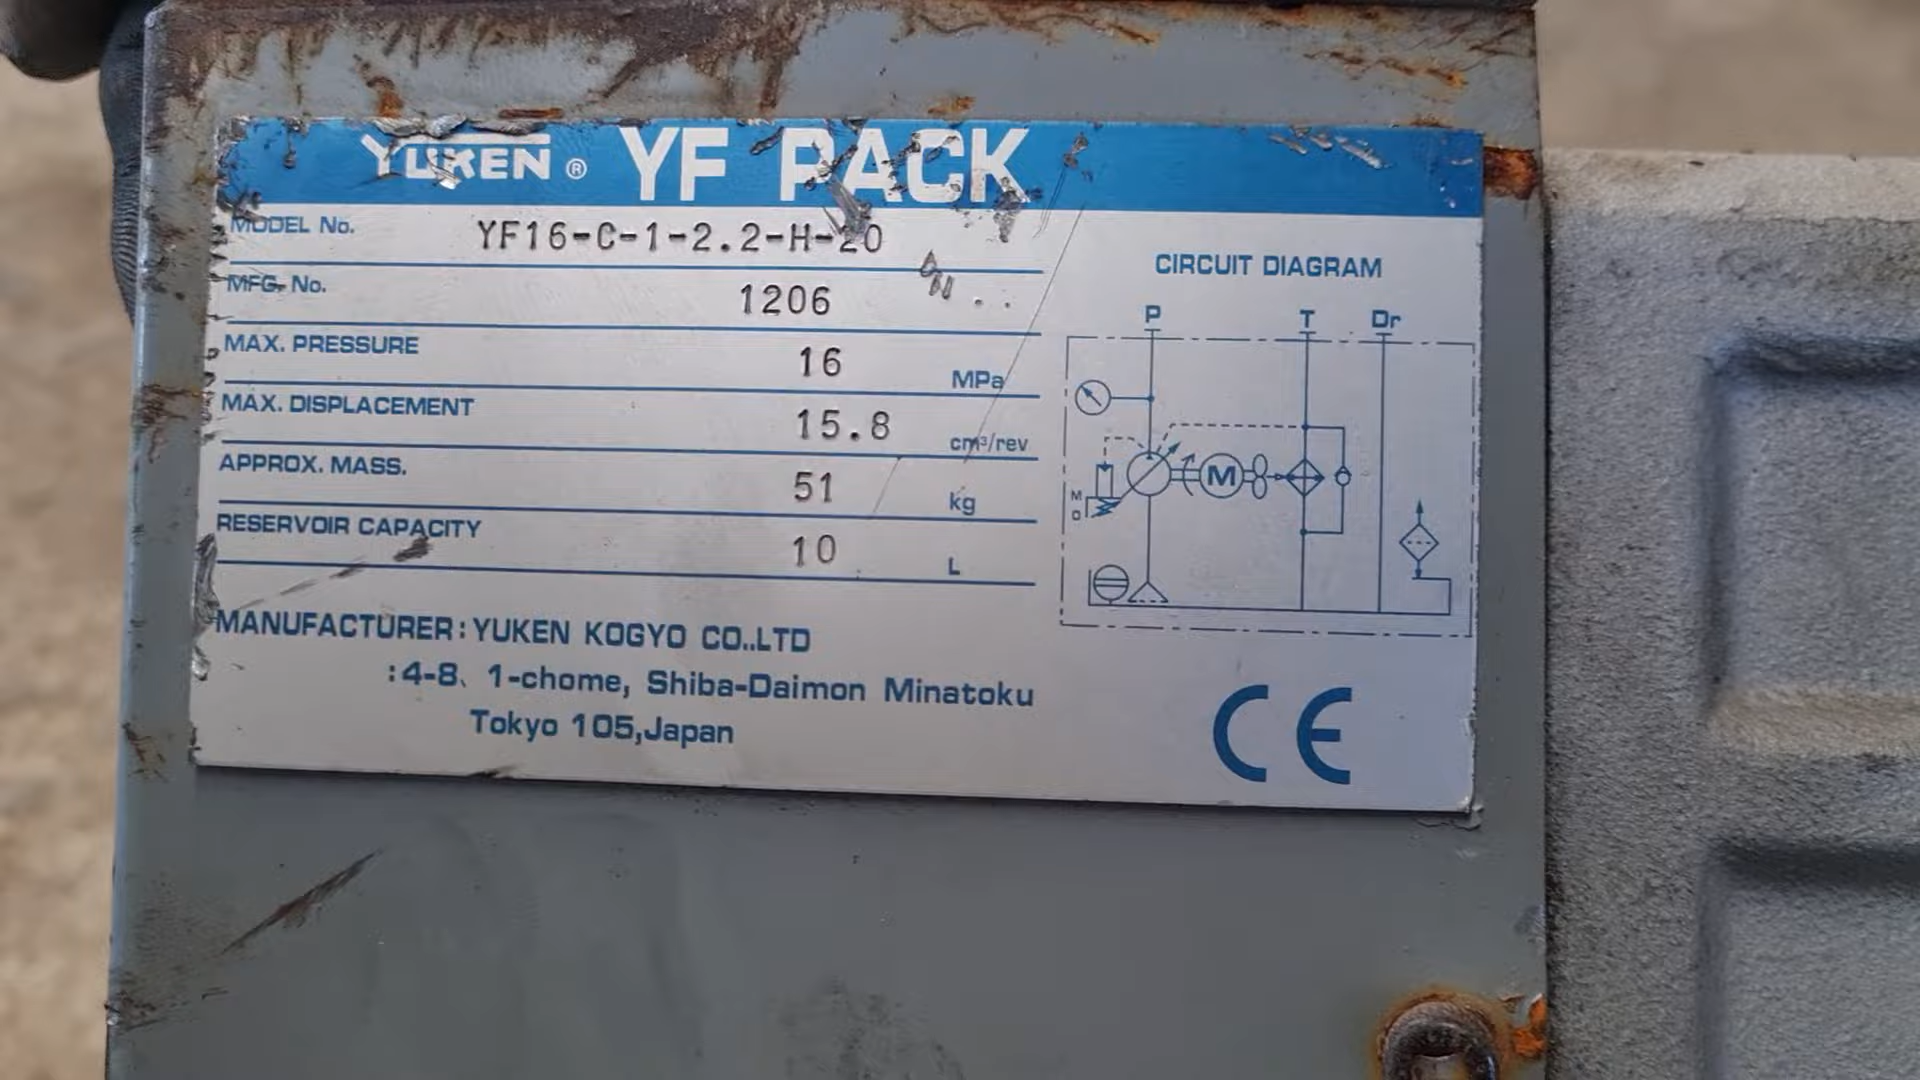 YUKEN ® YF PACK
MODEL No. YF16-C-1-2.2-H-20
MFG. No. 1206
MAX. PRESSURE 16 MPa
MAX. DISPLACEMENT 15.8 cm³/rev
APPROX. MASS. 51 kg
RESERVOIR CAPACITY 10 L
MANUFACTURER: YUKEN KOGYO CO.,LTD
:4-8、 1-chome, Shiba-Daimon Minatoku
Tokyo 105,Japan
CIRCUIT DIAGRAM
P T Dr
M
M
O
CE